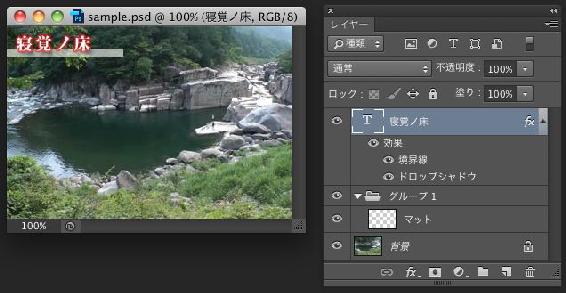 sample.psd @ 100% (寝覚ノ床, RGB/8)
寝覚ノ床
100%
レイヤー
種類
T
通常
不透明度: 100%
ロック:
塗り: 100%
T 寝覚ノ床 fx
効果
境界線
ドロップシャドウ
グループ 1
マット
背景
fx